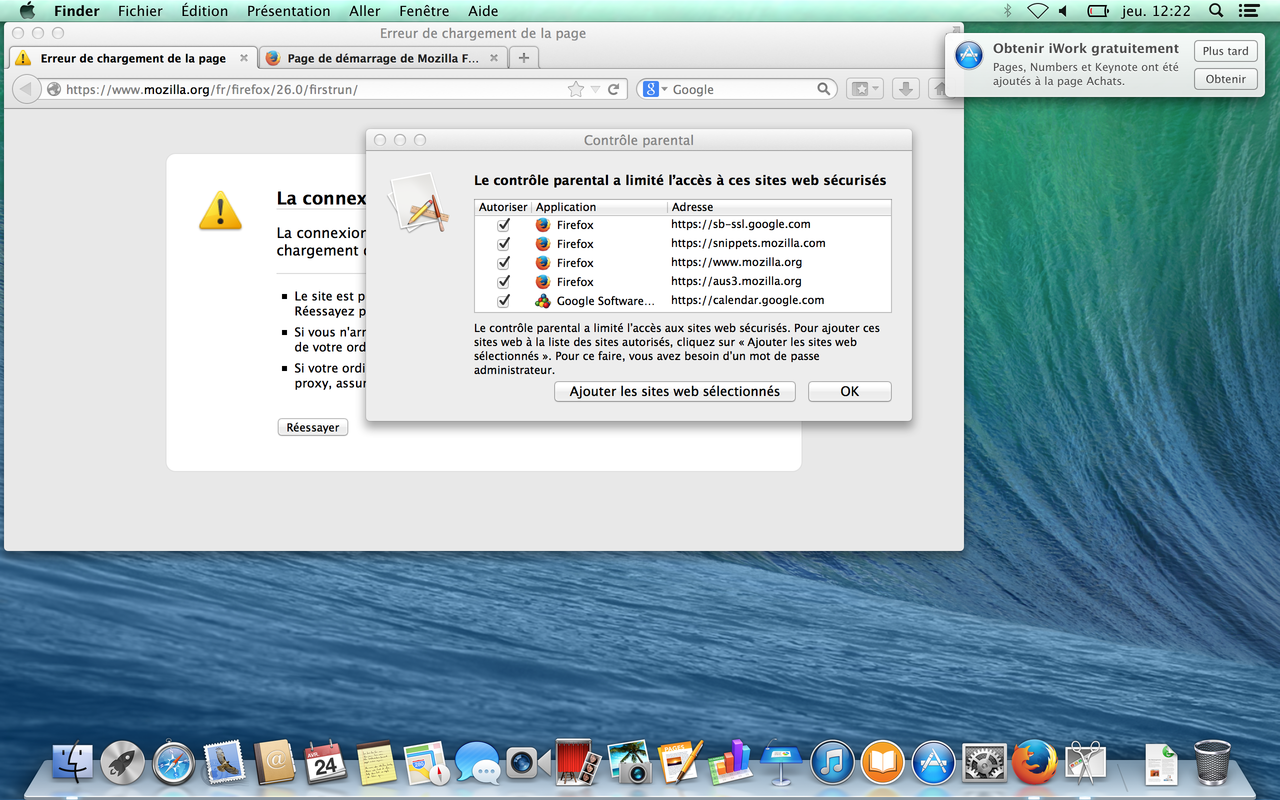 Finder Fichier Édition Présentation Aller Fenêtre Aide jeu. 12:22
Erreur de chargement de la page
Obtenir iWork gratuitement
Pages, Numbers et Keynote ont été
ajoutés à la page Achats.
Plus tard
Obtenir
Erreur de chargement de la page
Page de démarrage de Mozilla F...
https://www.mozilla.org/fr/firefox/26.0/firstrun/
Google
Contrôle parental
Le contrôle parental a limité l'accès à ces sites web sécurisés
Autoriser Application Adresse
Firefox https://sb-ssl.google.com
Firefox https://snippets.mozilla.com
Firefox https://www.mozilla.org
Firefox https://aus3.mozilla.org
Google Software... https://calendar.google.com
Le contrôle parental a limité l'accès aux sites web sécurisés. Pour ajouter ces
sites web à la liste des sites autorisés, cliquez sur « Ajouter les sites web
sélectionnés ». Pour ce faire, vous avez besoin d'un mot de passe
administrateur.
Ajouter les sites web sélectionnés OK
La connex
La connexion
chargement
Le site est p
Réessayez p
Si vous n'arr
de votre ord
Si votre ordi
proxy, assur
Réessayer
AVR.
24
PAGES